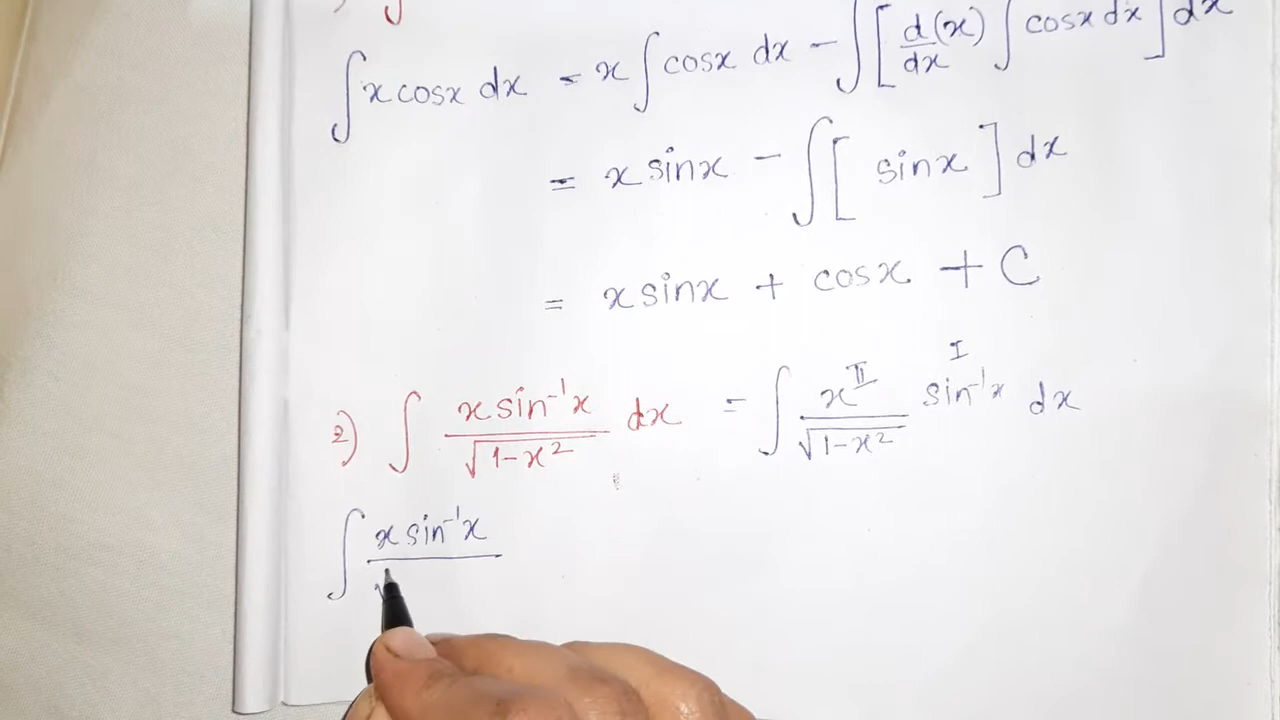 ∫x cosx dx = x ∫cosx dx − ∫[d/dx (x) ∫cosx dx] dx
= x sinx − ∫[ sinx ] dx
= x sinx + cosx + C
2) ∫ x sin⁻¹x / √1−x² dx = ∫ x^II / √1−x² sin⁻¹x^I dx
∫ x sin⁻¹x